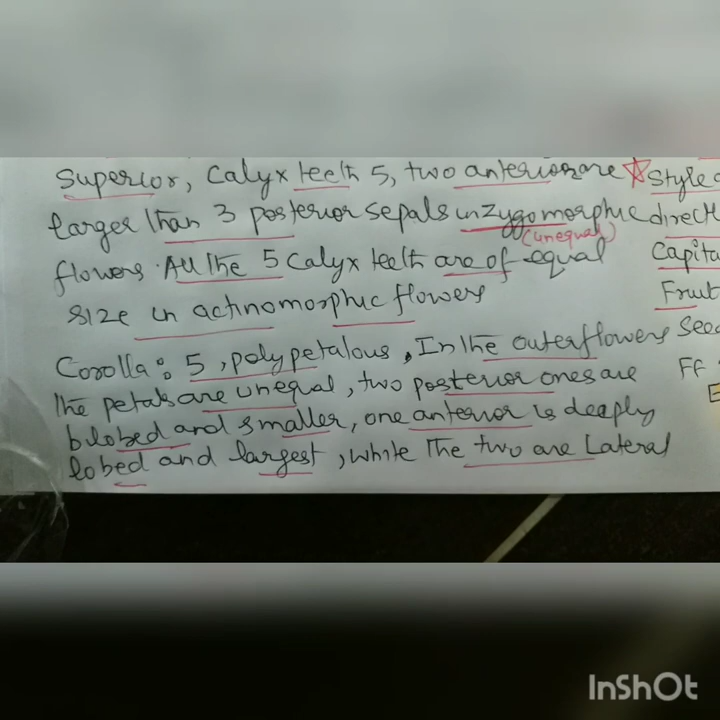 Superior, Calyx teeth 5, two anterior are ☆ Style
larger than 3 posterior sepals in zygomorphic direct
(unequal)
flowers. All the 5 Calyx teeth are of equal Capita
size in actinomorphic flowers Fruit
Corolla: 5, polypetalous, In the outer flowers See
the petals are unequal, two posterior ones are FF
bilobed and smaller, one anterior is deeply
lobed and largest, while the two are Lateral
InShOt